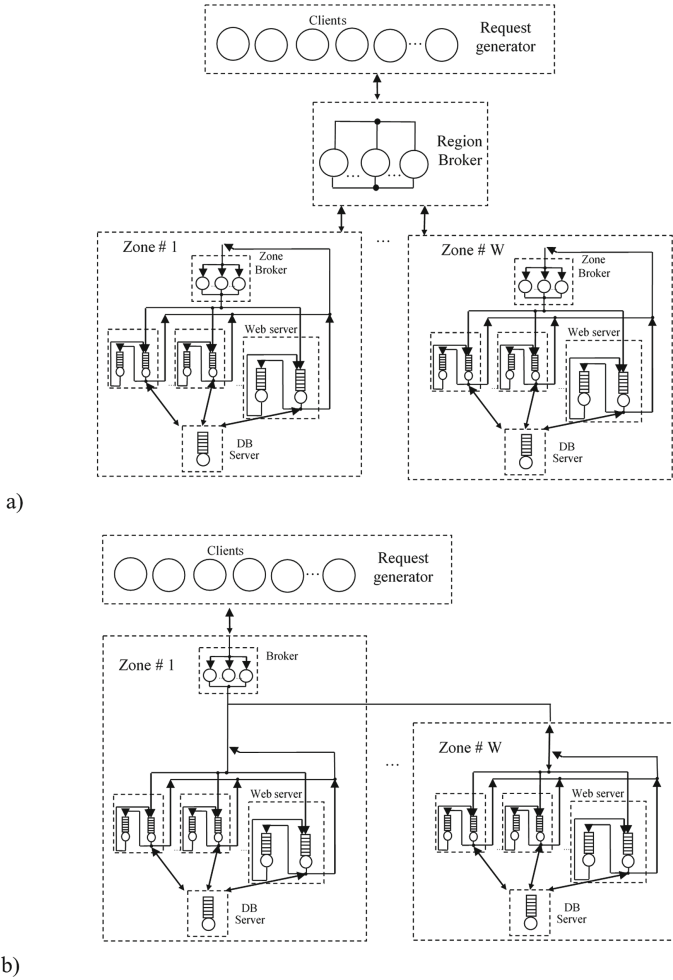 Clients
Request
generator
Region
Broker
Zone # 1
Zone
Broker
Web server
DB
Server
...
Zone # W
Zone
Broker
Web server
DB
Server
a)
Clients
Request
generator
Zone # 1
Broker
Web server
DB
Server
...
Zone # W
Web server
DB
Server
b)